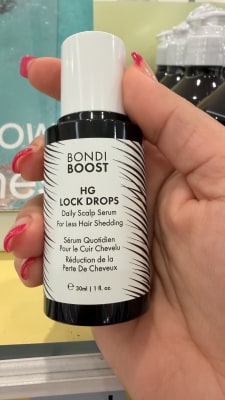 BONDI
BOOST
HG
LOCK DROPS
Daily Scalp Serum
For Less Hair Shedding
Sérum Quotidien
Pour le Cuir Chevelu
Réduction de la
Perte De Cheveux
℮ 30ml | 1 fl. oz.